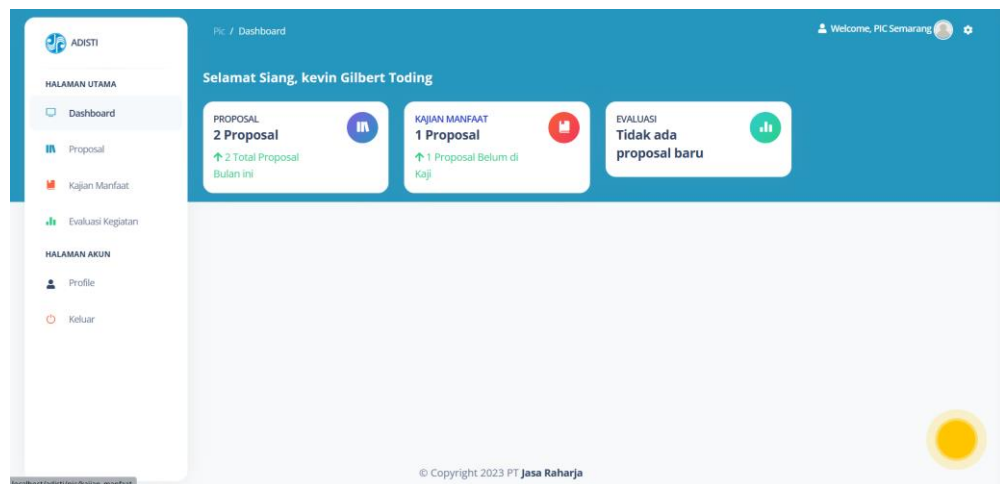 ADISTI
HALAMAN UTAMA
Dashboard
Proposal
Kajian Manfaat
Evaluasi Kegiatan
HALAMAN AKUN
Profile
Keluar
Pic / Dashboard
Welcome, PIC Semarang
Selamat Siang, kevin Gilbert Toding
PROPOSAL
2 Proposal
2 Total Proposal
Bulan ini
KAJIAN MANFAAT
1 Proposal
1 Proposal Belum di
Kaji
EVALUASI
Tidak ada
proposal baru
© Copyright 2023 PT Jasa Raharja